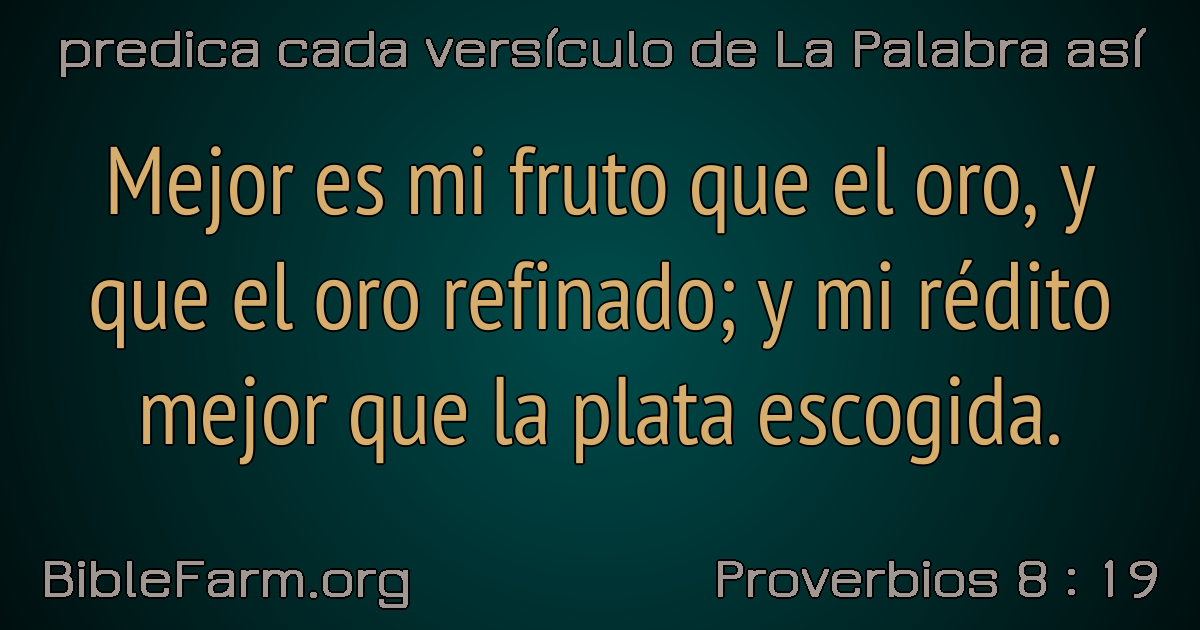 predica cada versículo de La Palabra así
Mejor es mi fruto que el oro, y
que el oro refinado; y mi rédito
mejor que la plata escogida.
BibleFarm.org
Proverbios 8 : 19